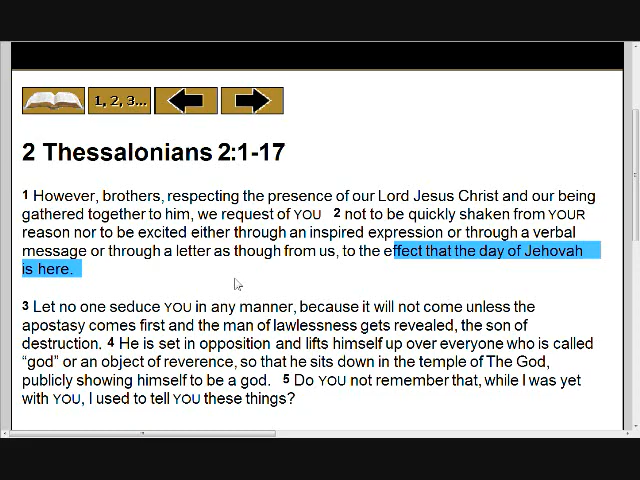 1, 2, 3...
2 Thessalonians 2:1-17
1 However, brothers, respecting the presence of our Lord Jesus Christ and our being
gathered together to him, we request of YOU 2 not to be quickly shaken from YOUR
reason nor to be excited either through an inspired expression or through a verbal
message or through a letter as though from us, to the effect that the day of Jehovah
is here.
3 Let no one seduce YOU in any manner, because it will not come unless the
apostasy comes first and the man of lawlessness gets revealed, the son of
destruction. 4 He is set in opposition and lifts himself up over everyone who is called
“god” or an object of reverence, so that he sits down in the temple of The God,
publicly showing himself to be a god. 5 Do YOU not remember that, while I was yet
with YOU, I used to tell YOU these things?